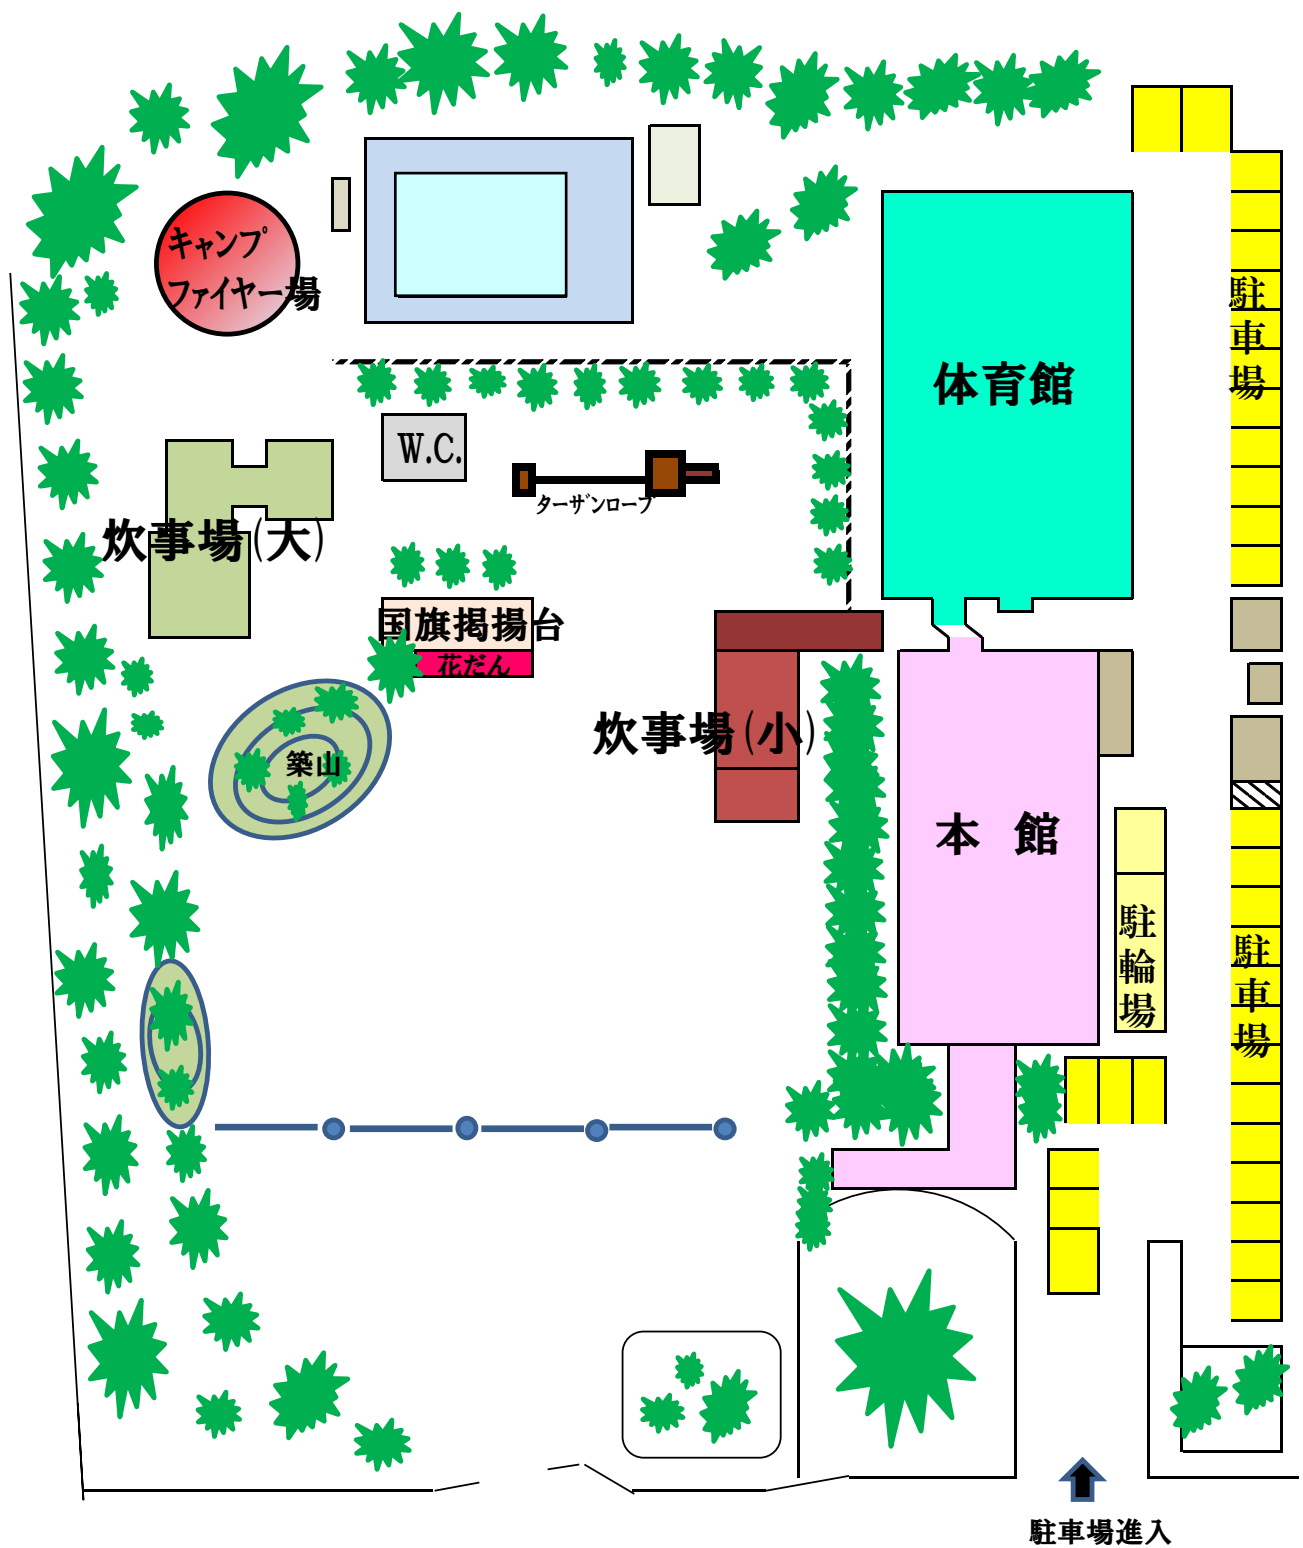 キャンプ
ファイヤー場
駐車場
体育館
W.C.
ターザンロープ
炊事場(大)
国旗掲揚台
花だん
炊事場(小)
築山
本　館
駐輪場
駐車場
駐車場進入